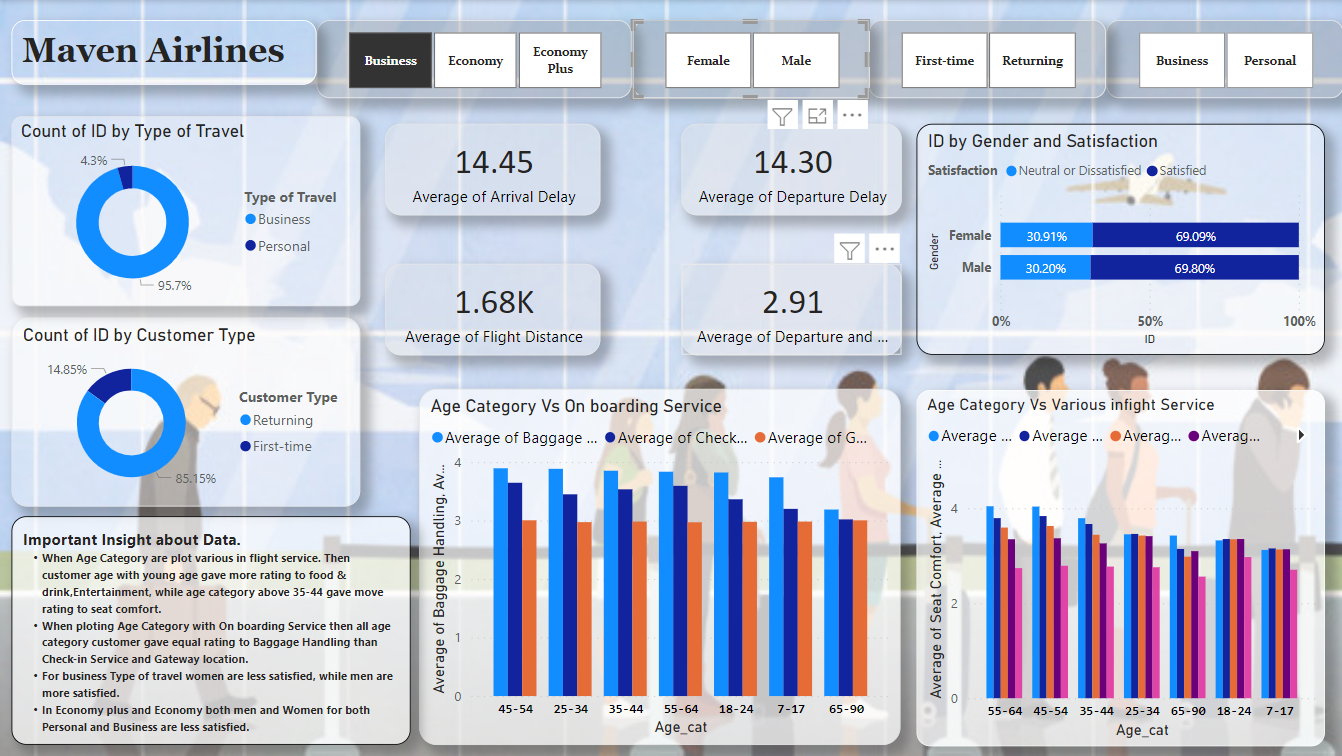 Maven Airlines
Business
Economy
Economy
Plus
Female
Male
First-time
Returning
Business
Personal
Count of ID by Type of Travel
4.3%
95.7%
Type of Travel
Business
Personal
14.45
Average of Arrival Delay
14.30
Average of Departure Delay
1.68K
Average of Flight Distance
2.91
Average of Departure and ...
ID by Gender and Satisfaction
Satisfaction Neutral or Dissatisfied Satisfied
Gender
Female 30.91% 69.09%
Male 30.20% 69.80%
0% 50% 100%
ID
Count of ID by Customer Type
14.85%
85.15%
Customer Type
Returning
First-time
Important Insight about Data.
• When Age Category are plot various in flight service. Then
customer age with young age gave more rating to food &
drink,Entertainment, while age category above 35-44 gave move
rating to seat comfort.
• When ploting Age Category with On boarding Service then all age
category customer gave equal rating to Baggage Handling than
Check-in Service and Gateway location.
• For business Type of travel women are less satisfied, while men are
more satisfied.
• In Economy plus and Economy both men and Women for both
Personal and Business are less satisfied.
Age Category Vs On boarding Service
Average of Baggage ... Average of Check... Average of G...
Average of Baggage Handling, Av...
4
3
2
1
0
45-54 25-34 35-44 55-64 18-24 7-17 65-90
Age_cat
Age Category Vs Various infight Service
Average ... Average ... Averag... Averag...
Average of Seat Comfort, Average ...
4
2
0
55-64 45-54 35-44 25-34 65-90 18-24 7-17
Age_cat